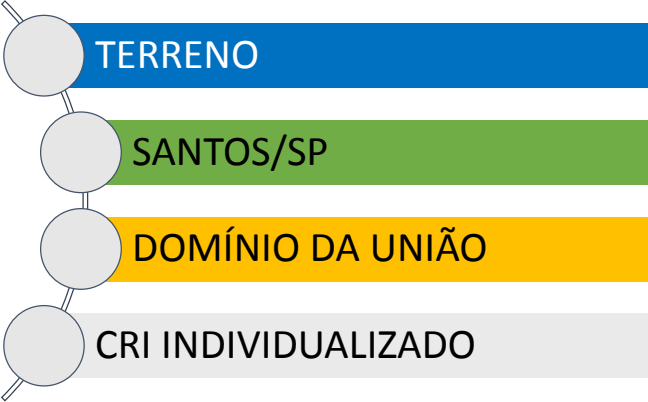 TERRENO
SANTOS/SP
DOMÍNIO DA UNIÃO
CRI INDIVIDUALIZADO